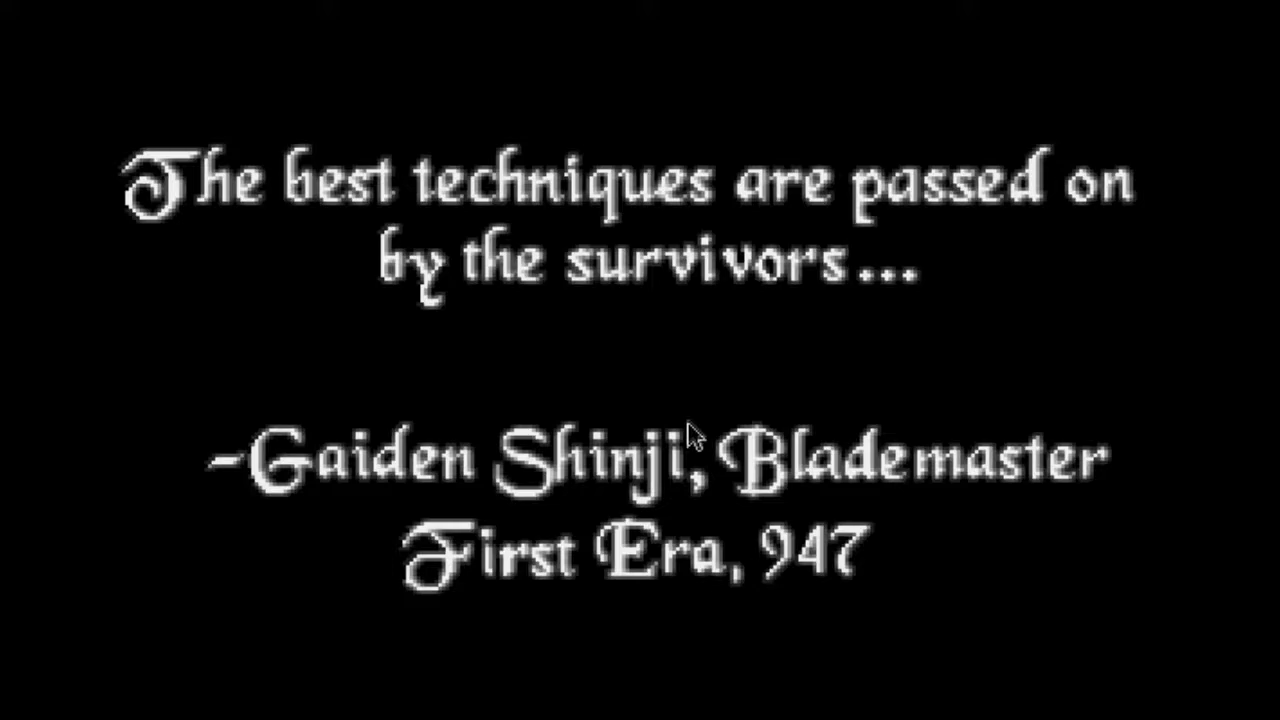 The best techniques are passed on
by the survivors...
-Gaiden Shinji, Blademaster
First Era, 947